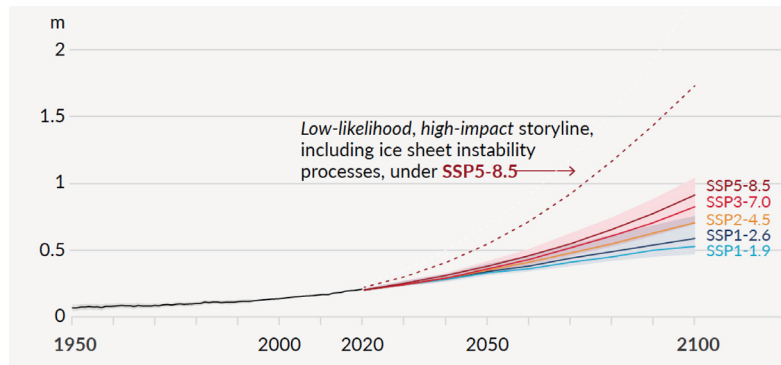 m
2
1.5
Low-likelihood, high-impact storyline,
including ice sheet instability
processes, under SSP5-8.5
1
SSP5-8.5
SSP3-7.0
SSP2-4.5
SSP1-2.6
SSP1-1.9
0.5
0
1950 2000 2020 2050 2100